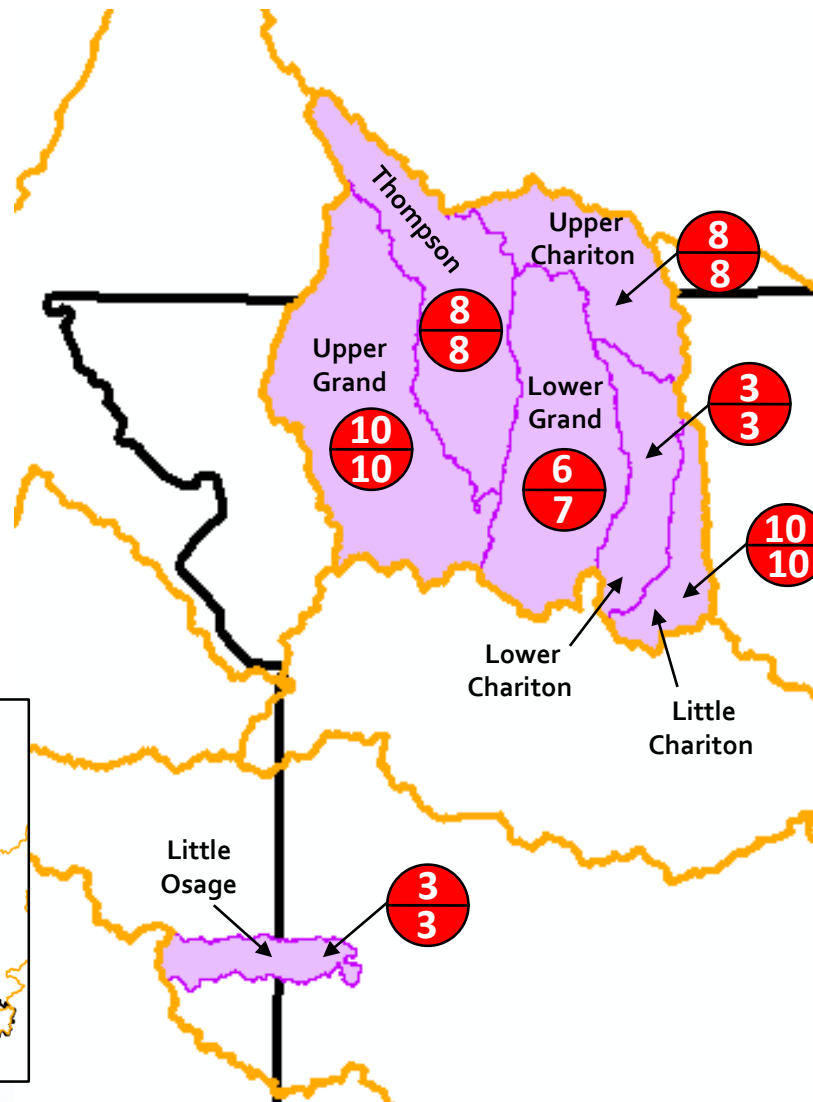 Thompson
Upper
Chariton
8
8
8
8
Upper
Grand
10
10
Lower
Grand
6
7
3
3
10
10
Lower
Chariton
Little
Chariton
Little
Osage
3
3